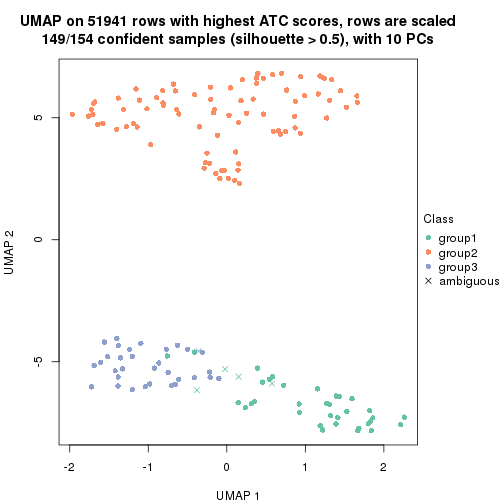 UMAP on 51941 rows with highest ATC scores, rows are scaled
149/154 confident samples (silhouette > 0.5), with 10 PCs
5
0
-5
UMAP 2
-2
-1
0
1
2
UMAP 1
Class
group1
group2
group3
ambiguous